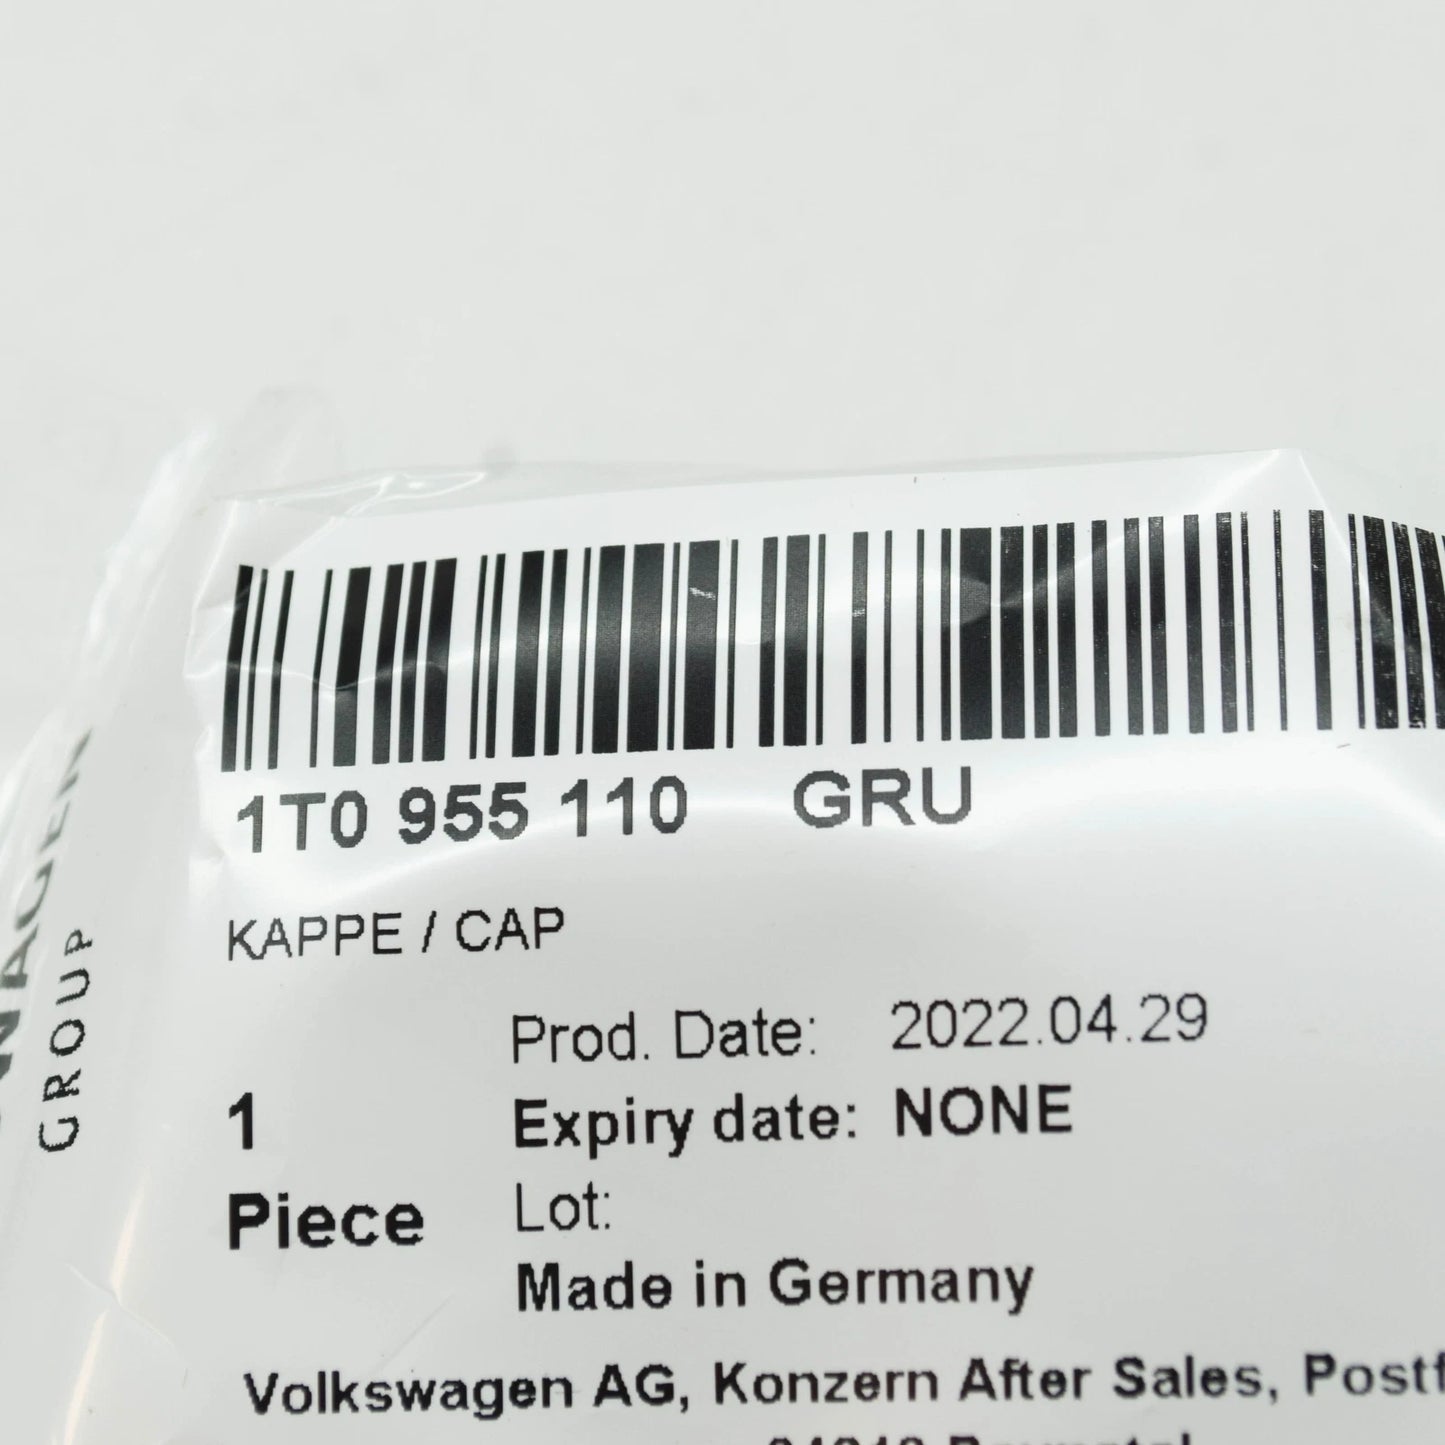 1T0 955 110 GRU
KAPPE / CAP
Prod. Date: 2022.04.29
1
Expiry date: NONE
Piece
Lot:
Made in Germany
Volkswagen AG, Konzern After Sales, Postf
GROUP